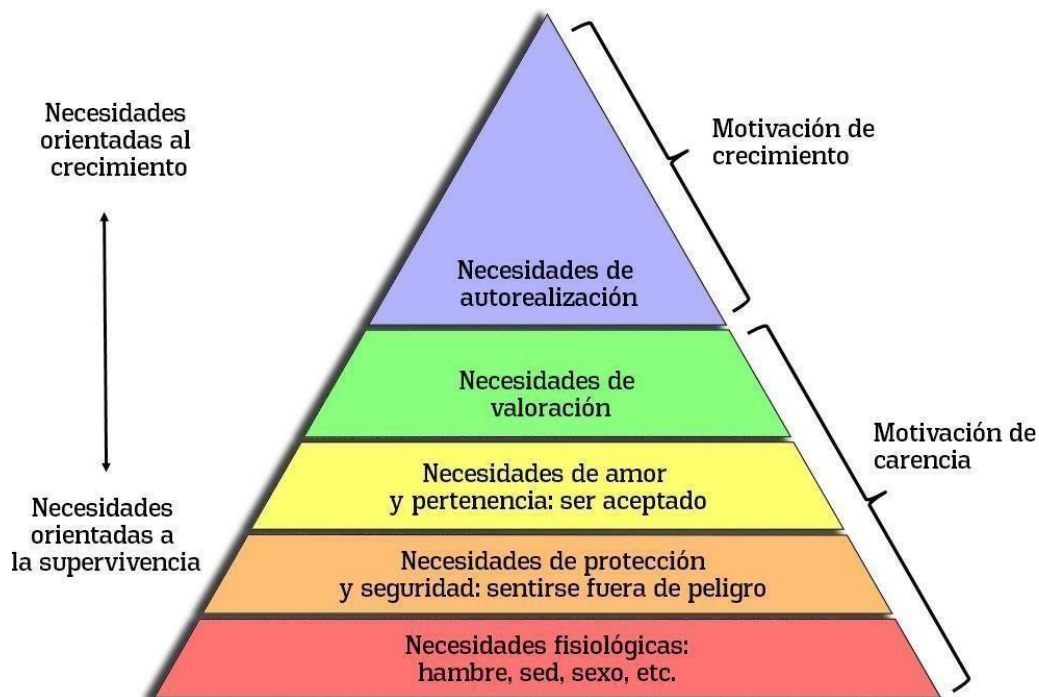 Necesidades
orientadas al
crecimiento
Motivación de
crecimiento
Necesidades de
autorealización
Necesidades de
valoración
Motivación de
carencia
Necesidades de amor
y pertenencia: ser aceptado
Necesidades
orientadas a
la supervivencia
Necesidades de protección
y seguridad: sentirse fuera de peligro
Necesidades fisiológicas:
hambre, sed, sexo, etc.